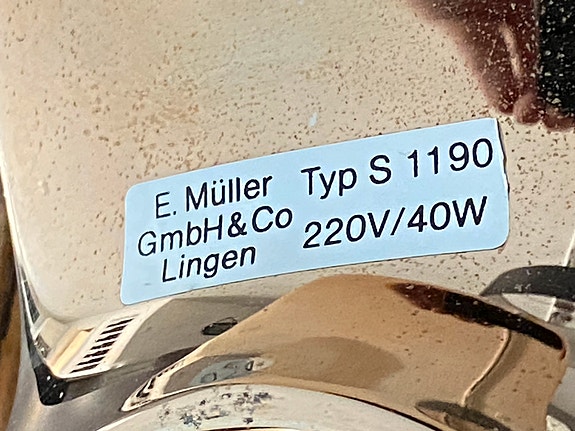 E. Müller
GmbH & Co
Lingen
Typ S 1190
220V/40W